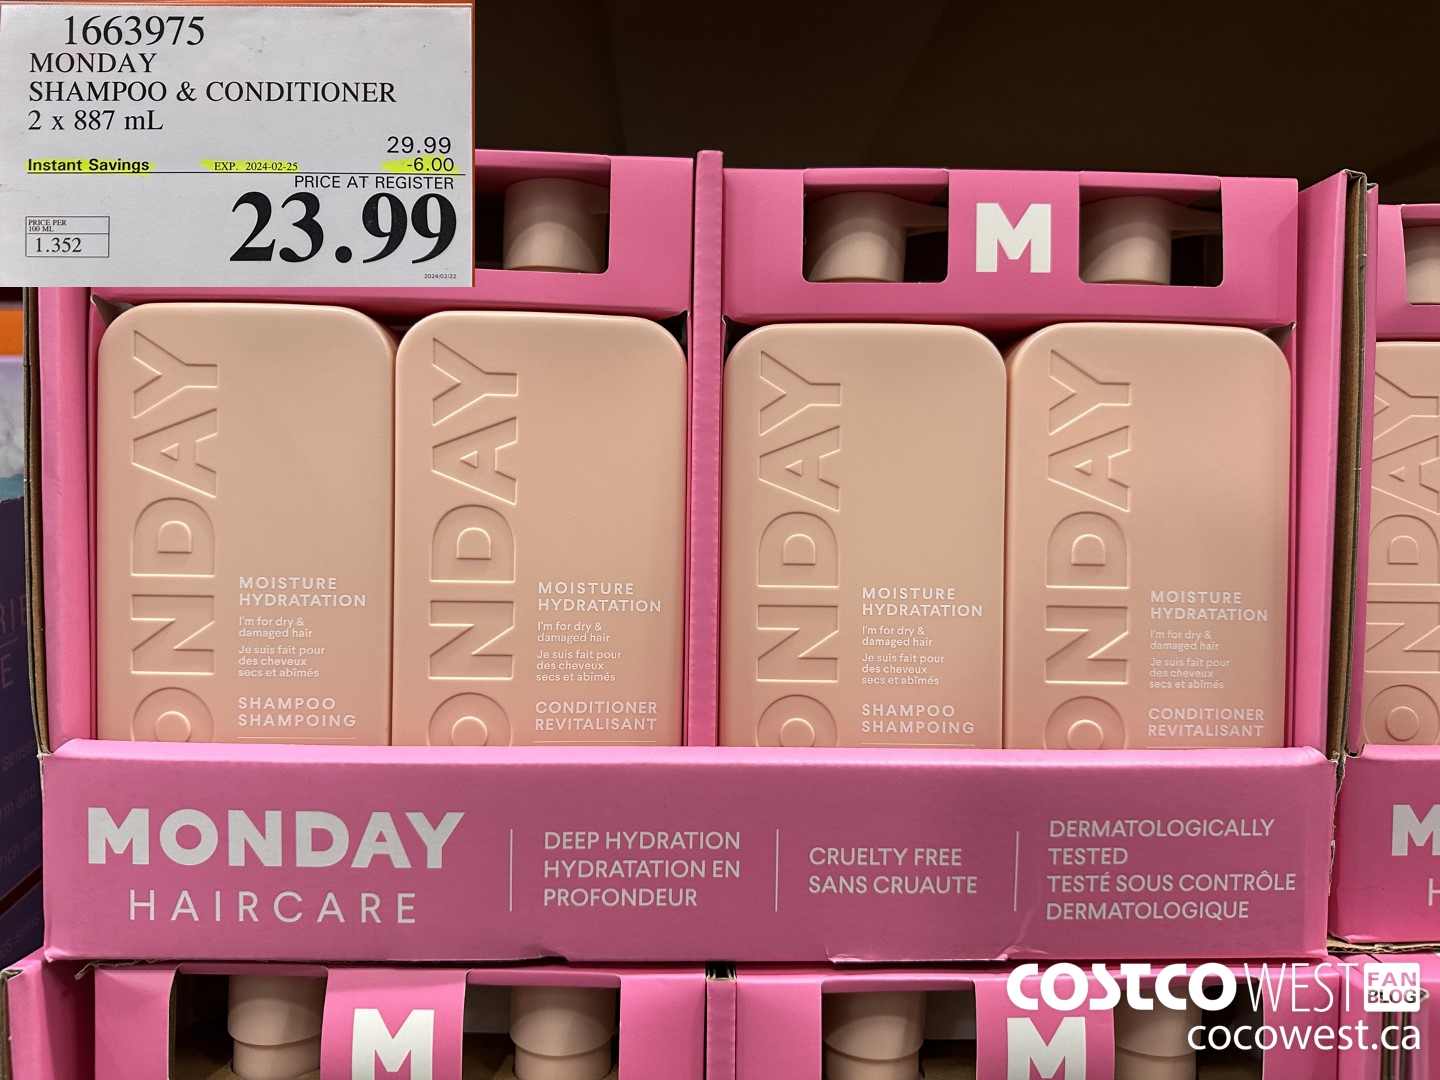 1663975
MONDAY
SHAMPOO & CONDITIONER
2 x 887 mL
29.99
Instant Savings EXP. 2024-02-25 -6.00
PRICE AT REGISTER
23.99
PRICE PER
100 ML
1.352
2024/02/22
M
ONDAY
MOISTURE
HYDRATATION
I'm for dry &
damaged hair
Je suis fait pour
des cheveux
secs et abîmés
SHAMPOO
SHAMPOING
ONDAY
MOISTURE
HYDRATATION
I'm for dry &
damaged hair
Je suis fait pour
des cheveux
secs et abîmés
CONDITIONER
REVITALISANT
ONDAY
MOISTURE
HYDRATATION
I'm for dry &
damaged hair
Je suis fait pour
des cheveux
secs et abîmés
SHAMPOO
SHAMPOING
ONDAY
MOISTURE
HYDRATATION
I'm for dry &
damaged hair
Je suis fait pour
des cheveux
secs et abîmés
CONDITIONER
REVITALISANT
ONDAY
MONDAY
HAIRCARE
DEEP HYDRATION
HYDRATATION EN
PROFONDEUR
CRUELTY FREE
SANS CRUAUTE
DERMATOLOGICALLY
TESTED
TESTÉ SOUS CONTRÔLE
DERMATOLOGIQUE
M
H
M
M
COSTCO WEST FAN BLOG
cocowest.ca